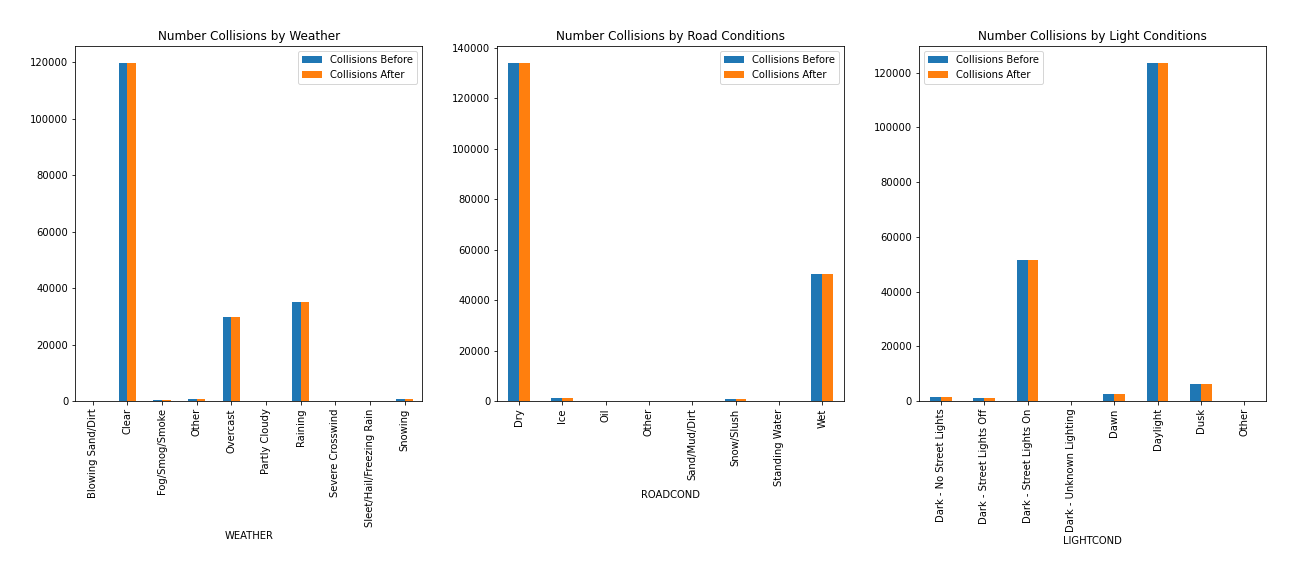 Number Collisions by Weather
Collisions Before
Collisions After
120000
100000
80000
60000
40000
20000
0
Blowing Sand/Dirt
Clear
Fog/Smog/Smoke
Other
Overcast
Partly Cloudy
Raining
Severe Crosswind
Sleet/Hail/Freezing Rain
Snowing
WEATHER
Number Collisions by Road Conditions
Collisions Before
Collisions After
140000
120000
100000
80000
60000
40000
20000
0
Dry
Ice
Oil
Other
Sand/Mud/Dirt
Snow/Slush
Standing Water
Wet
ROADCOND
Number Collisions by Light Conditions
Collisions Before
Collisions After
120000
100000
80000
60000
40000
20000
0
Dark - No Street Lights
Dark - Street Lights Off
Dark - Street Lights On
Dark - Unknown Lighting
Dawn
Daylight
Dusk
Other
LIGHTCOND